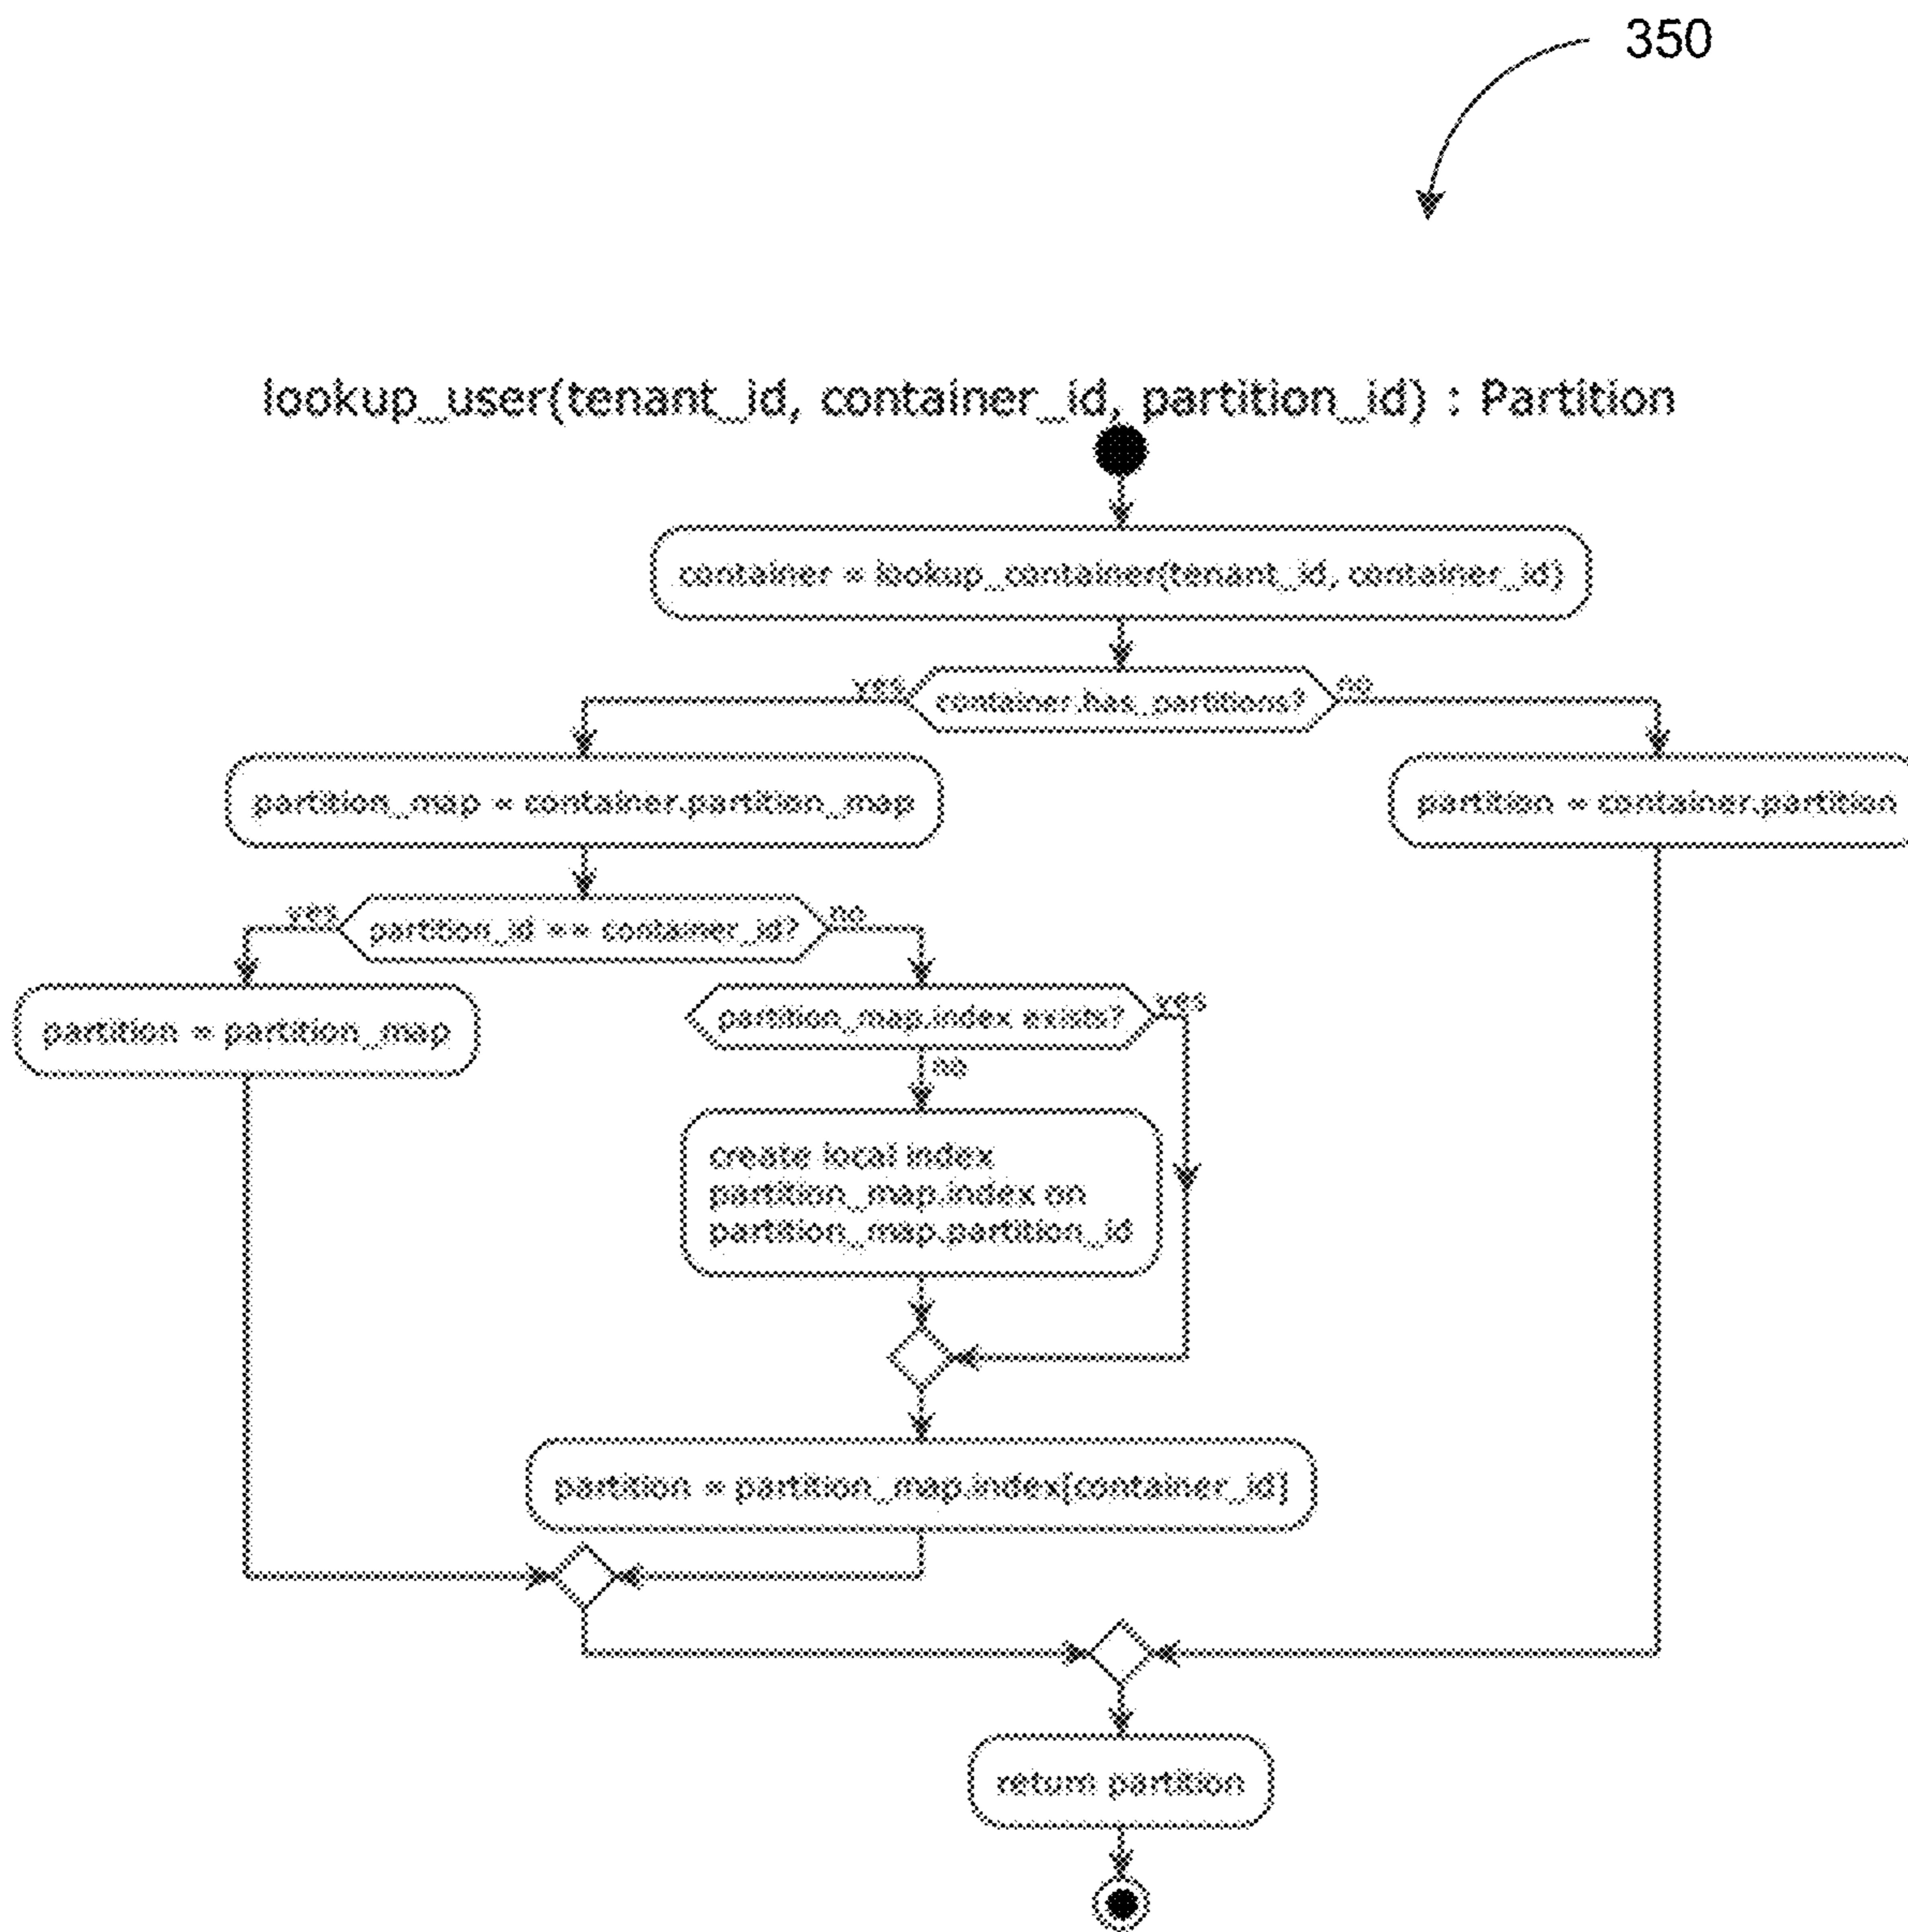 350
lookup_user(tenant_id, container_id, partition_id) : Partition
container = lookup_container(tenant_id, container_id)
yes
container.has_partitions?
no
partition_map = container.partition_map
partition = container.partition
yes
partition_id == container_id?
no
partition = partition_map
partition_map.index exists?
yes
no
create local index
partition_map.index on
partition_map.partition_id
partition = partition_map.index[container_id]
return partition